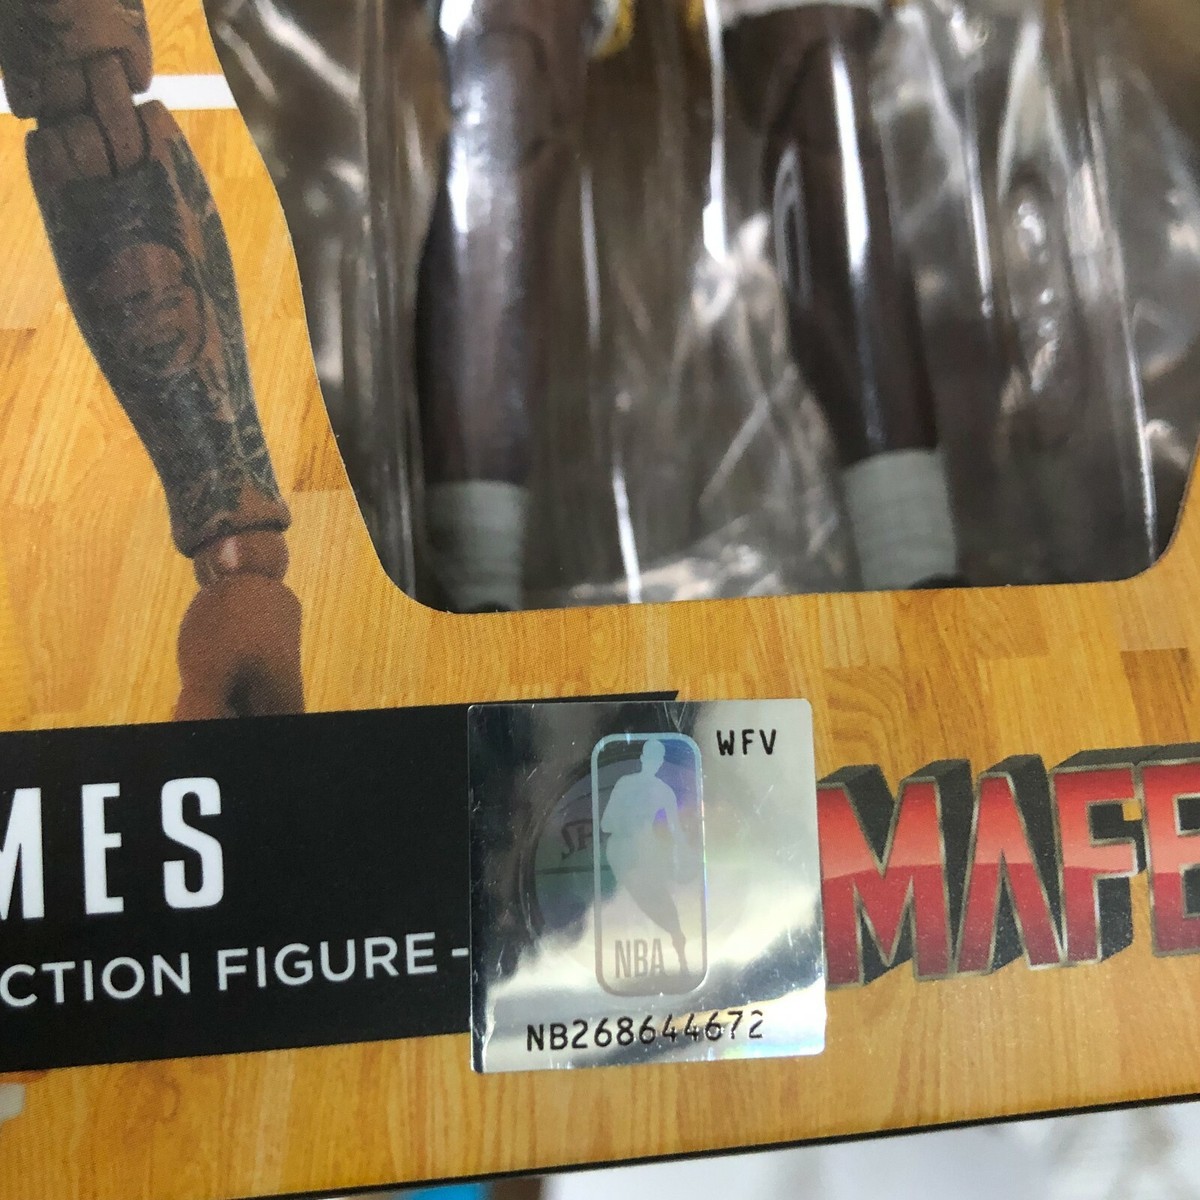 MES
CTION FIGURE -
WFV
NBA
NB268644672
MAFE